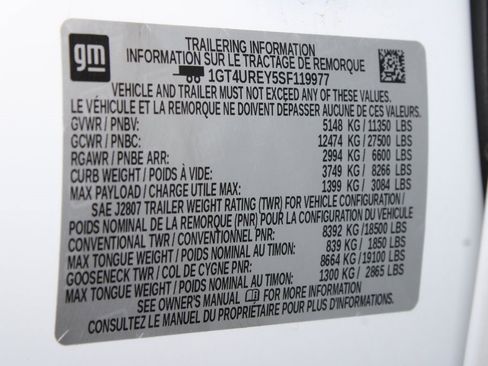 gm
TRAILERING INFORMATION
INFORMATION SUR LE TRACTAGE DE REMORQUE
1GT4UREY5SF119977
VEHICLE AND TRAILER MUST NOT EXCEED ANY OF THESE VALUES.
LE VÉHICULE ET LA REMORQUE NE DOIVENT DÉPASSER AUCUNE DE CES VALEURS.
GVWR / PNBV: 5148 KG / 11350 LBS
GCWR / PNBC: 12474 KG / 27500 LBS
RGAWR / PNBE ARR: 2994 KG / 6600 LBS
CURB WEIGHT / POIDS À VIDE: 3749 KG / 8266 LBS
MAX PAYLOAD / CHARGE UTILE MAX: 1399 KG / 3084 LBS
SAE J2807 TRAILER WEIGHT RATING (TWR) FOR VEHICLE CONFIGURATION /
POIDS NOMINAL DE LA REMORQUE (PNR) POUR LA CONFIGURATION DU VÉHICULE
CONVENTIONAL TWR / CONVENTIONNEL PNR: 8392 KG / 18500 LBS
MAX TONGUE WEIGHT / POIDS NOMINAL AU TIMON: 839 KG / 1850 LBS
GOOSENECK TWR / COL DE CYGNE PNR: 8664 KG / 19100 LBS
MAX TONGUE WEIGHT / POIDS NOMINAL AU TIMON: 1300 KG / 2865 LBS
SEE OWNER'S MANUAL FOR MORE INFORMATION
CONSULTEZ LE MANUEL DU PROPRIÉTAIRE POUR PLUS D'INFORMATION